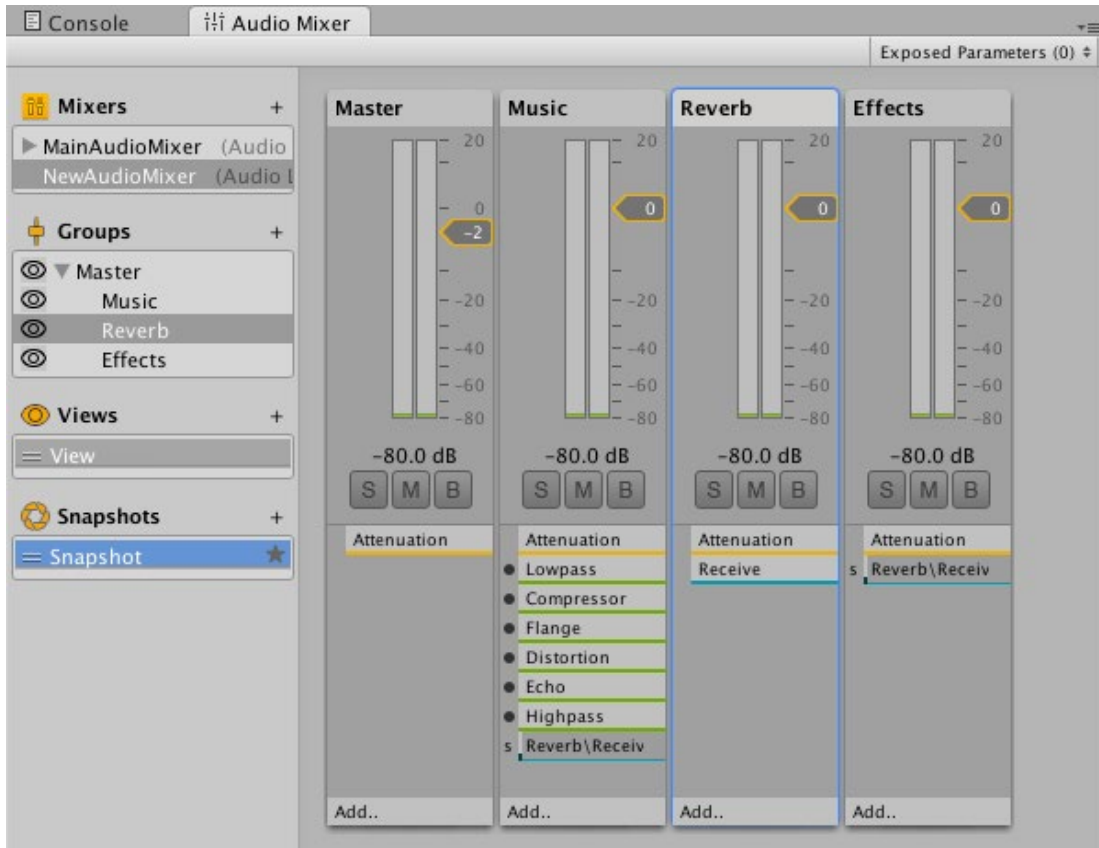 Console Audio Mixer
Exposed Parameters (0)
Mixers +
MainAudioMixer (Audio
NewAudioMixer (Audio L
Groups +
Master
Music
Reverb
Effects
Views +
View
Snapshots +
Snapshot
Master
20
0
-2
-20
-40
-60
-80
-80.0 dB
S M B
Attenuation
Add..
Music
20
0
-20
-40
-60
-80
-80.0 dB
S M B
Attenuation
Lowpass
Compressor
Flange
Distortion
Echo
Highpass
s Reverb\Receiv
Add..
Reverb
20
0
-20
-40
-60
-80
-80.0 dB
S M B
Attenuation
Receive
Add..
Effects
20
0
-20
-40
-60
-80
-80.0 dB
S M B
Attenuation
s Reverb\Receiv
Add..